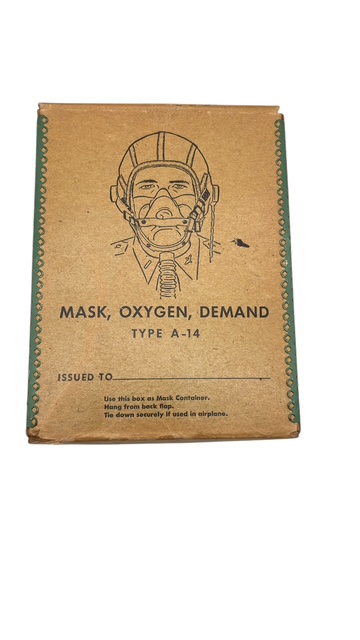 MASK, OXYGEN, DEMAND
TYPE A-14
ISSUED TO
Use this box as Mask Container.
Hang from back flap.
Tie down securely if used in airplane.